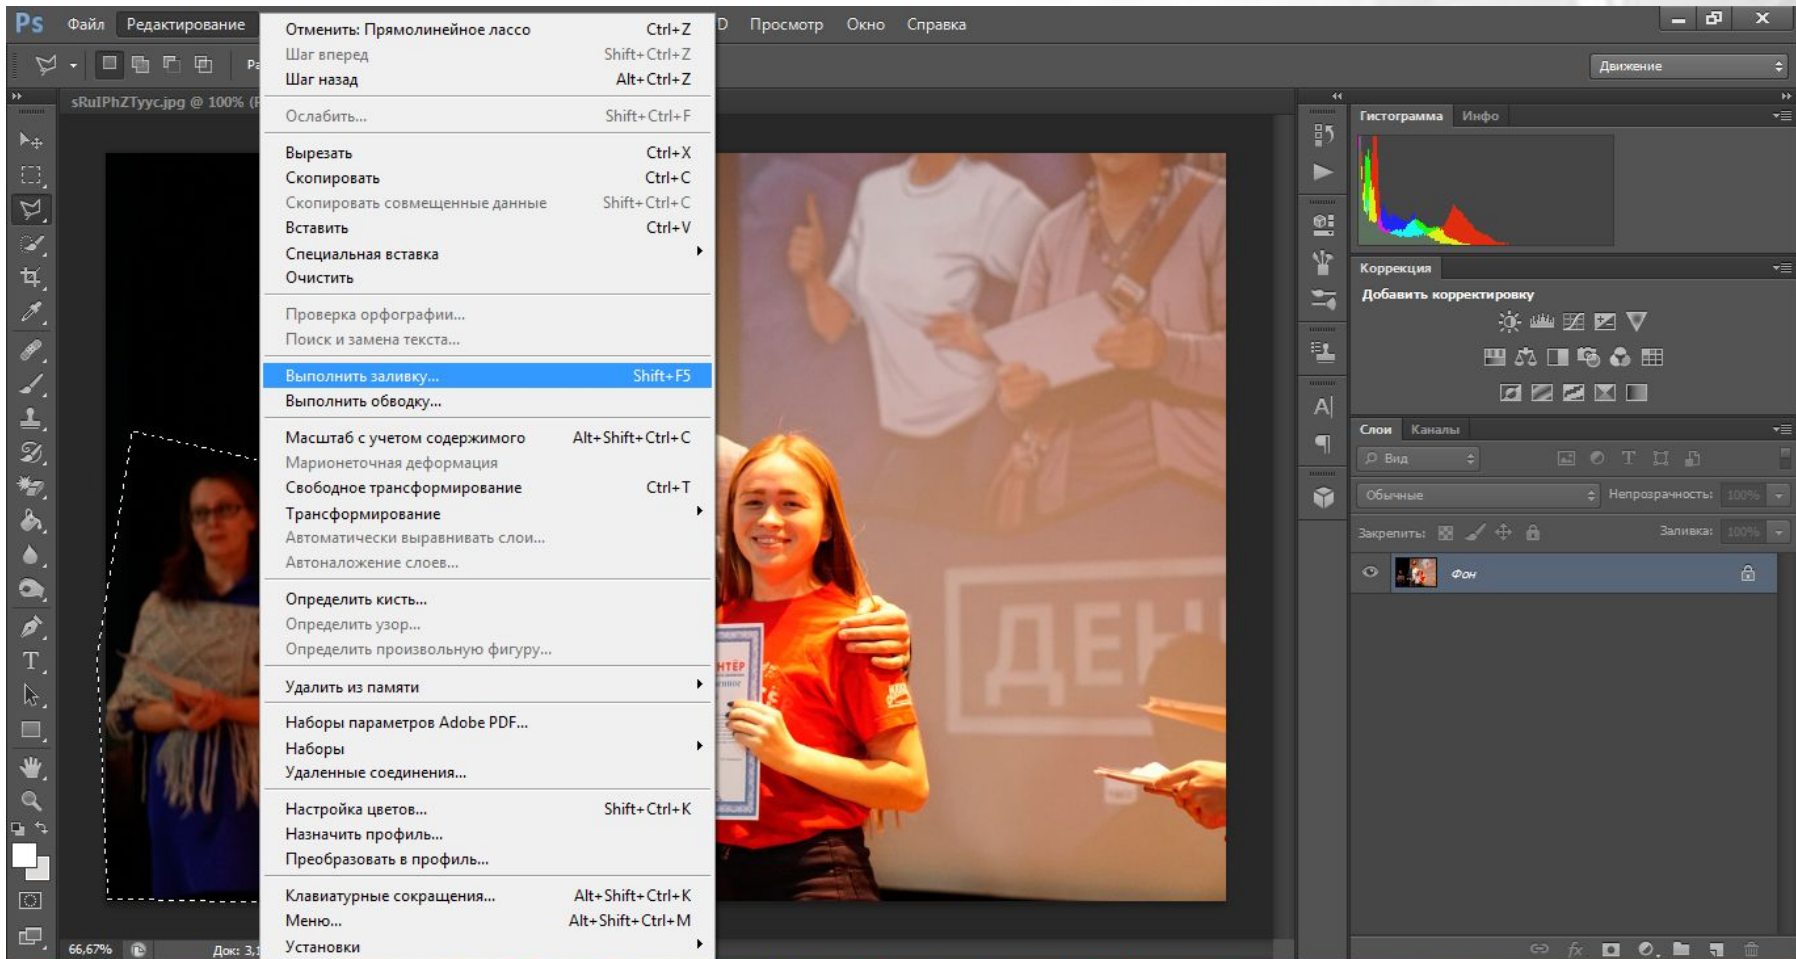 Ps Файл Редактирование D Просмотр Окно Справка
Движение
sRuIPhZTyyc.jpg @ 100%
Отменить: Прямолинейное лассо Ctrl+Z
Шаг вперед Shift+Ctrl+Z
Шаг назад Alt+Ctrl+Z
Ослабить... Shift+Ctrl+F
Вырезать Ctrl+X
Скопировать Ctrl+C
Скопировать совмещенные данные Shift+Ctrl+C
Вставить Ctrl+V
Специальная вставка
Очистить
Проверка орфографии...
Поиск и замена текста...
Выполнить заливку... Shift+F5
Выполнить обводку...
Масштаб с учетом содержимого Alt+Shift+Ctrl+C
Марионеточная деформация
Свободное трансформирование Ctrl+T
Трансформирование
Автоматически выравнивать слои...
Автоналожение слоев...
Определить кисть...
Определить узор...
Определить произвольную фигуру...
Удалить из памяти
Наборы параметров Adobe PDF...
Наборы
Удаленные соединения...
Настройка цветов... Shift+Ctrl+K
Назначить профиль...
Преобразовать в профиль...
Клавиатурные сокращения... Alt+Shift+Ctrl+K
Меню... Alt+Shift+Ctrl+M
Установки
66,67% Док: 3,1
НТЁР
ДЕН
Гистограмма Инфо
Коррекция
Добавить корректировку
Слои Каналы
Вид
Обычные Непрозрачность: 100%
Закрепить: Заливка: 100%
Фон